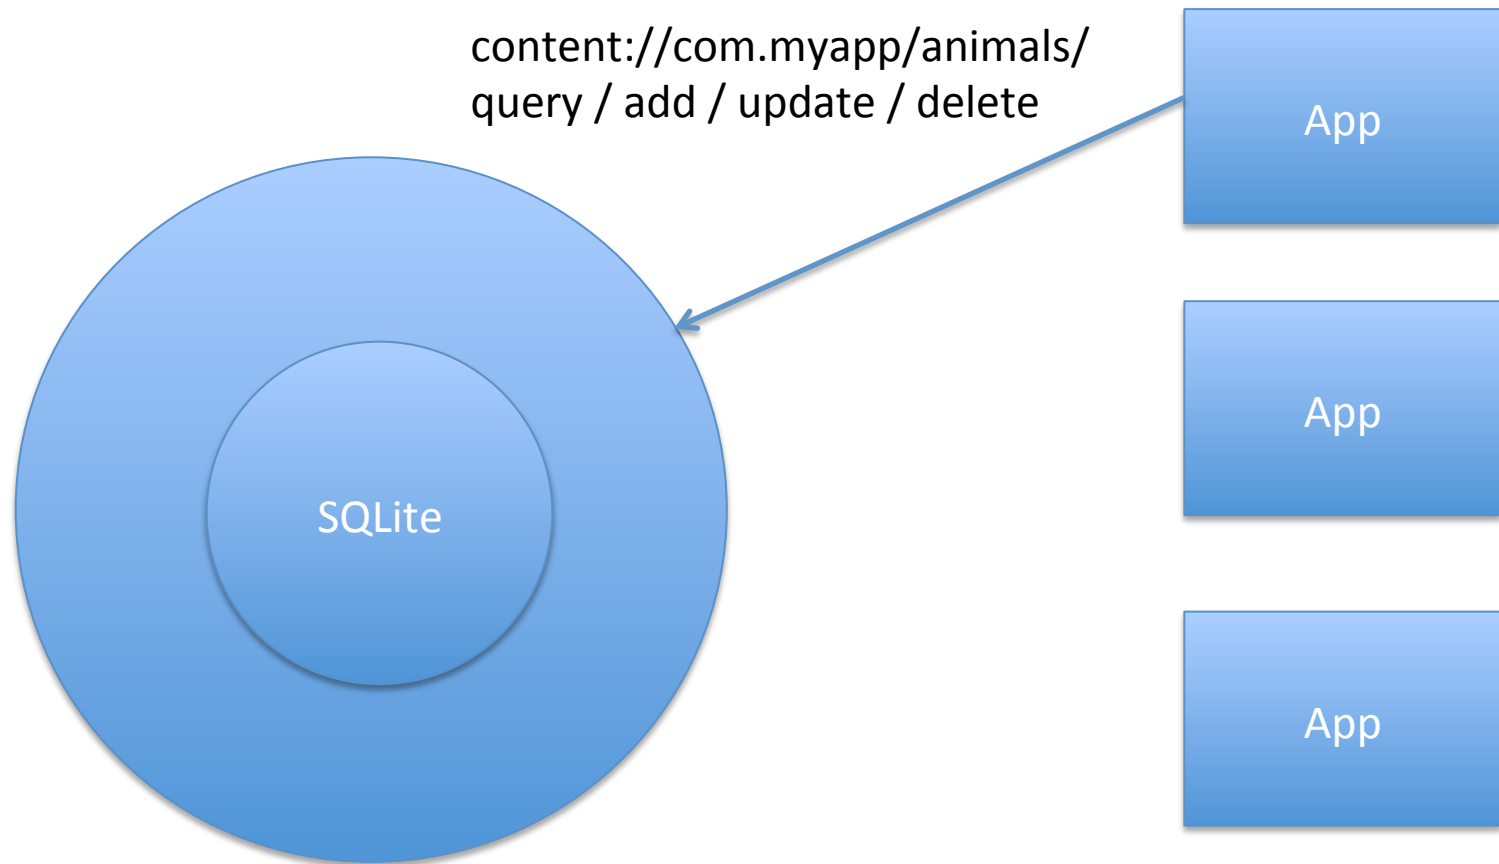 content://com.myapp/animals/
query / add / update / delete
App
SQLite
App
App